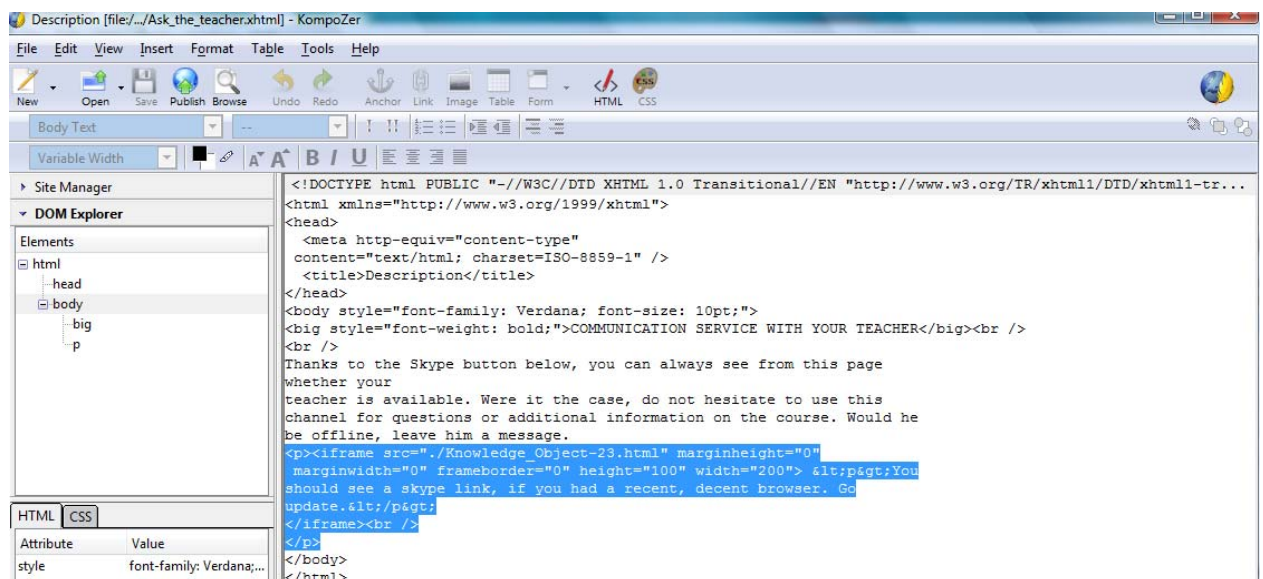 Description [file:/.../Ask_the_teacher.xhtml] - KompoZer
File Edit View Insert Format Table Tools Help
New Open Save Publish Browse Undo Redo Anchor Link Image Table Form HTML CSS
Body Text --
Variable Width A A B I U
Site Manager
DOM Explorer
Elements
html
head
body
big
p
HTML CSS
Attribute Value
style font-family: Verdana;...
<!DOCTYPE html PUBLIC "-//W3C//DTD XHTML 1.0 Transitional//EN "http://www.w3.org/TR/xhtml1/DTD/xhtml1-tr...
<html xmlns="http://www.w3.org/1999/xhtml">
<head>
<meta http-equiv="content-type"
content="text/html; charset=ISO-8859-1" />
<title>Description</title>
</head>
<body style="font-family: Verdana; font-size: 10pt;">
<big style="font-weight: bold;">COMMUNICATION SERVICE WITH YOUR TEACHER</big><br />
<br />
Thanks to the Skype button below, you can always see from this page
whether your
teacher is available. Were it the case, do not hesitate to use this
channel for questions or additional information on the course. Would he
be offline, leave him a message.
<p><iframe src="./Knowledge_Object-23.html" marginheight="0"
marginwidth="0" frameborder="0" height="100" width="200"> &lt;p&gt;You
should see a skype link, if you had a recent, decent browser. Go
update.&lt;/p&gt;
</iframe><br />
</p>
</body>
</html>